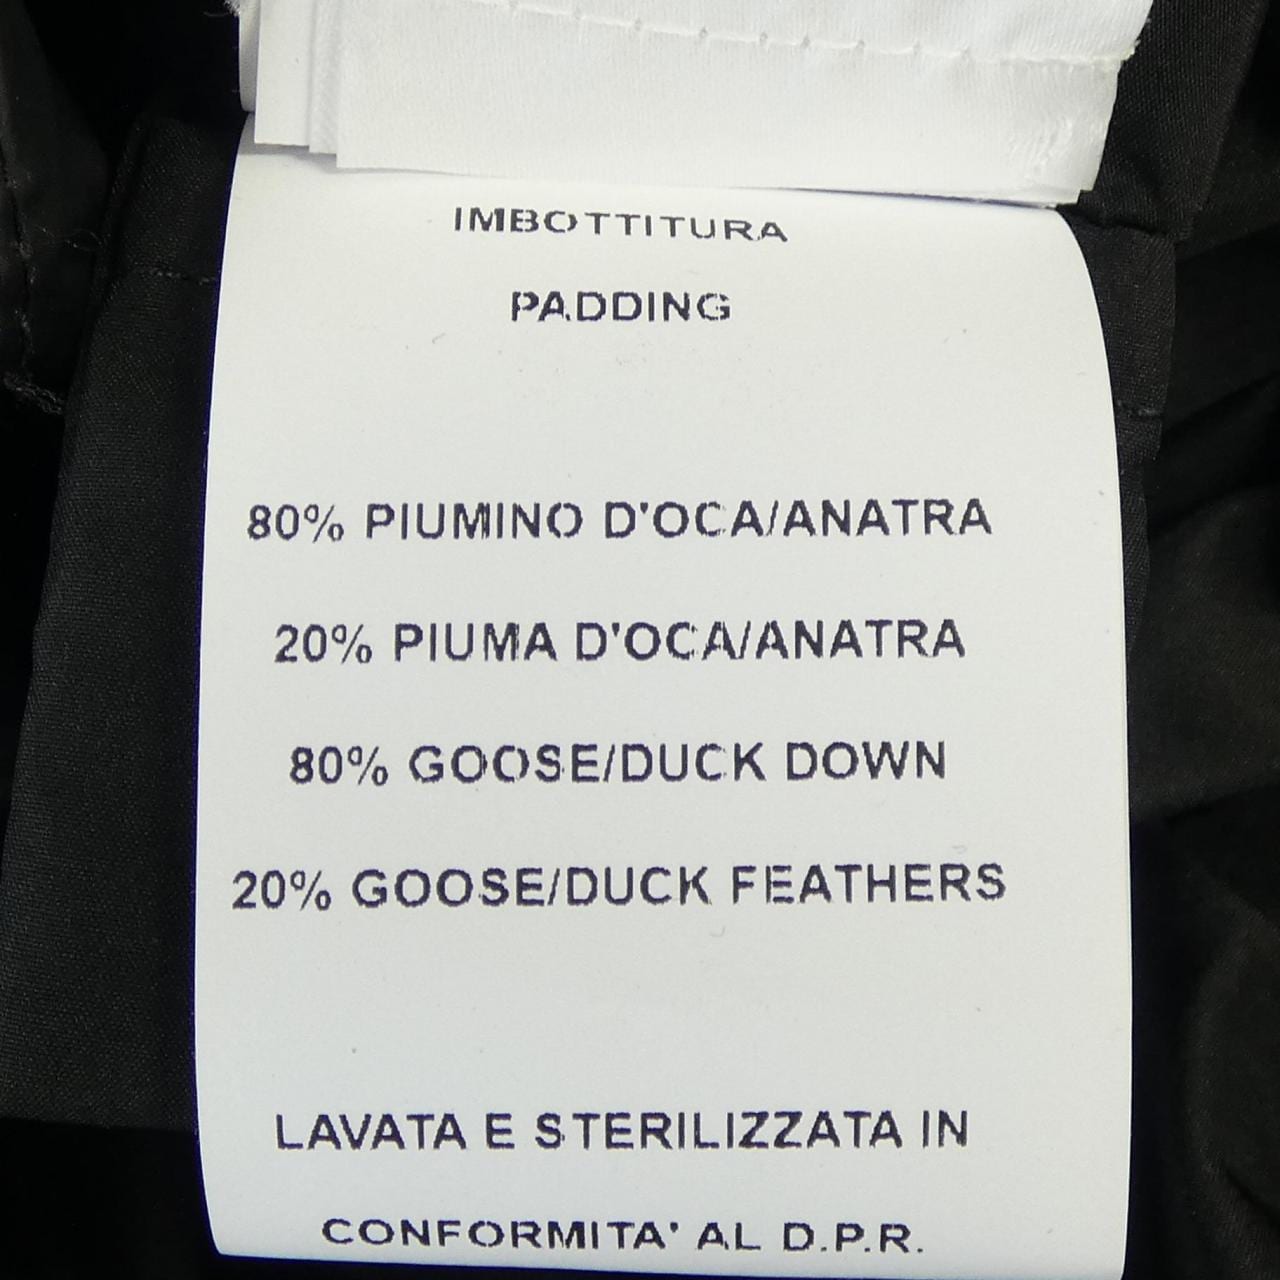 IMBOTTITURA
PADDING
80% PIUMINO D'OCA/ANATRA
20% PIUMA D'OCA/ANATRA
80% GOOSE/DUCK DOWN
20% GOOSE/DUCK FEATHERS
LAVATA E STERILIZZATA IN
CONFORMITA' AL D.P.R.